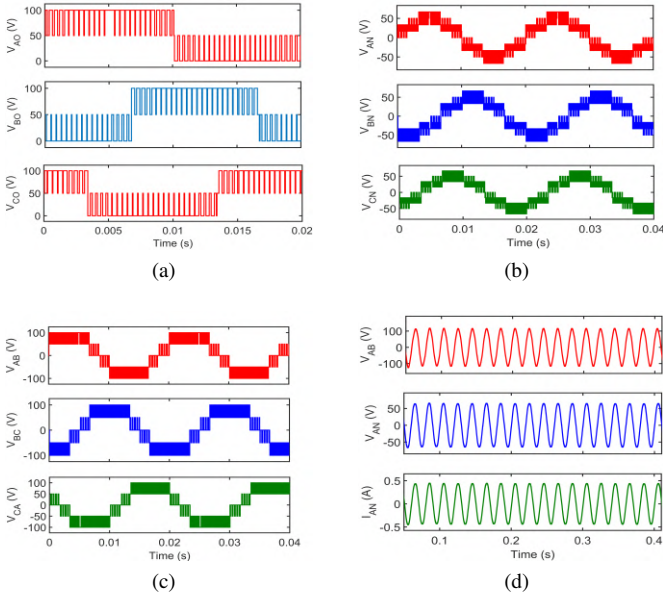 100
50
0
V_AO (V)
100
50
0
V_BO (V)
100
50
0
V_CO (V)
0 0.005 0.01 0.015 0.02
Time (s)
(a)
50
0
-50
V_AN (V)
50
0
-50
V_BN (V)
50
0
-50
V_CN (V)
0 0.01 0.02 0.03 0.04
Time (s)
(b)
100
0
-100
V_AB (V)
100
0
-100
V_BC (V)
100
50
0
-50
-100
V_CA (V)
0 0.01 0.02 0.03 0.04
Time (s)
(c)
100
0
-100
V_AB (V)
50
0
-50
V_AN (V)
0.5
0
-0.5
I_AN (A)
0.1 0.2 0.3 0.4
Time (s)
(d)